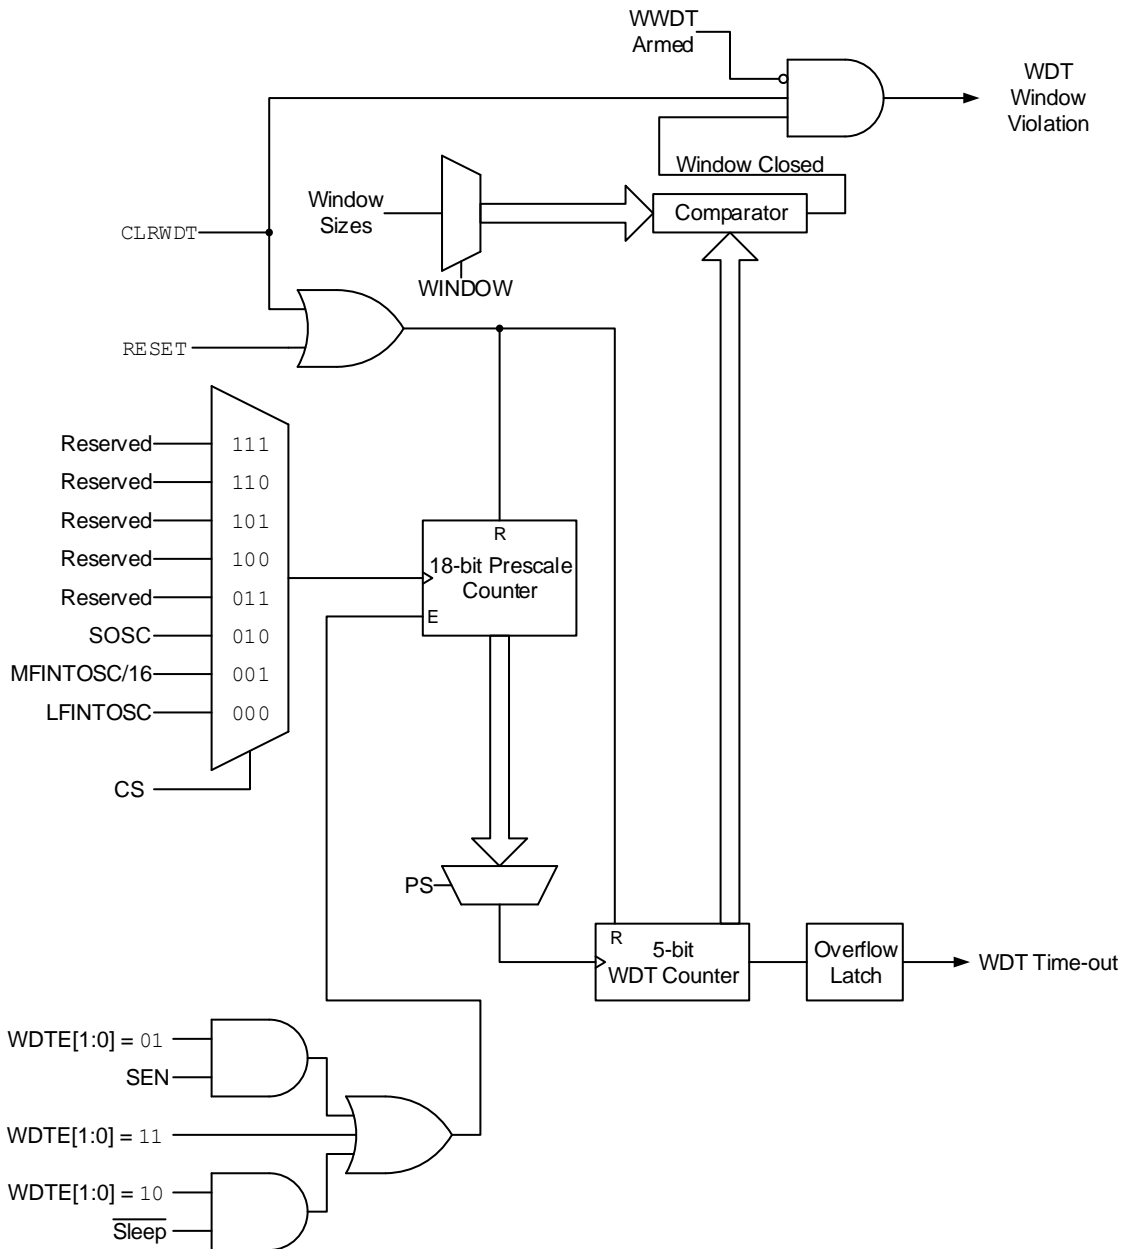 WWDT
Armed
WDT
Window
Violation
Window Closed
Window
Sizes
Comparator
CLRWDT
WINDOW
RESET
Reserved 111
Reserved 110
Reserved 101
Reserved 100
Reserved 011
SOSC 010
MFINTOSC/16 001
LFINTOSC 000
CS
R
18-bit Prescale
Counter
E
PS
R
5-bit
WDT Counter
Overflow
Latch
WDT Time-out
WDTE[1:0] = 01
SEN
WDTE[1:0] = 11
WDTE[1:0] = 10
Sleep